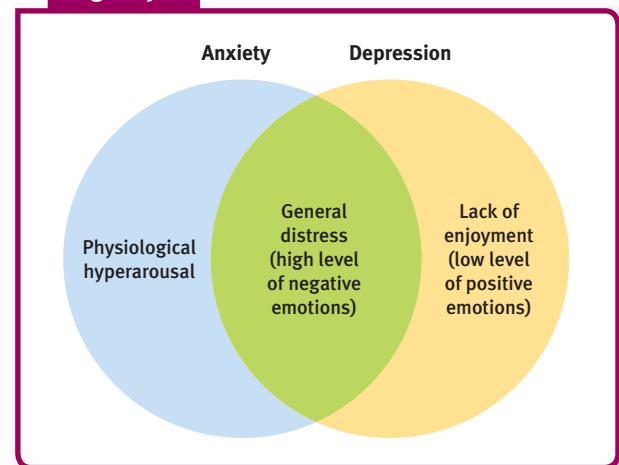 Anxiety
Depression
Physiological
hyperarousal
General
distress
(high level
of negative
emotions)
Lack of
enjoyment
(low level
of positive
emotions)